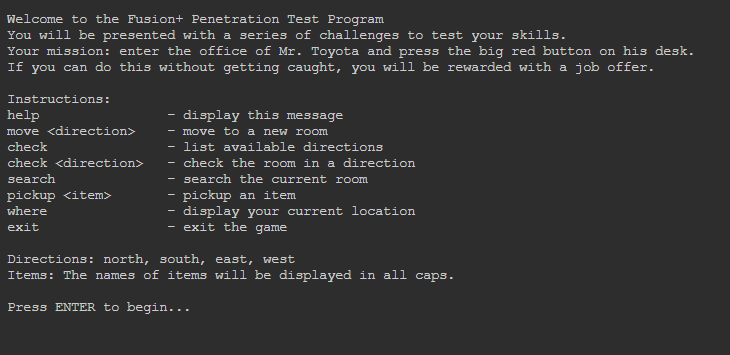 Welcome to the Fusion+ Penetration Test Program
You will be presented with a series of challenges to test your skills.
Your mission: enter the office of Mr. Toyota and press the big red button on his desk.
If you can do this without getting caught, you will be rewarded with a job offer.
Instructions:
help - display this message
move <direction> - move to a new room
check - list available directions
check <direction> - check the room in a direction
search - search the current room
pickup <item> - pickup an item
where - display your current location
exit - exit the game
Directions: north, south, east, west
Items: The names of items will be displayed in all caps.
Press ENTER to begin...